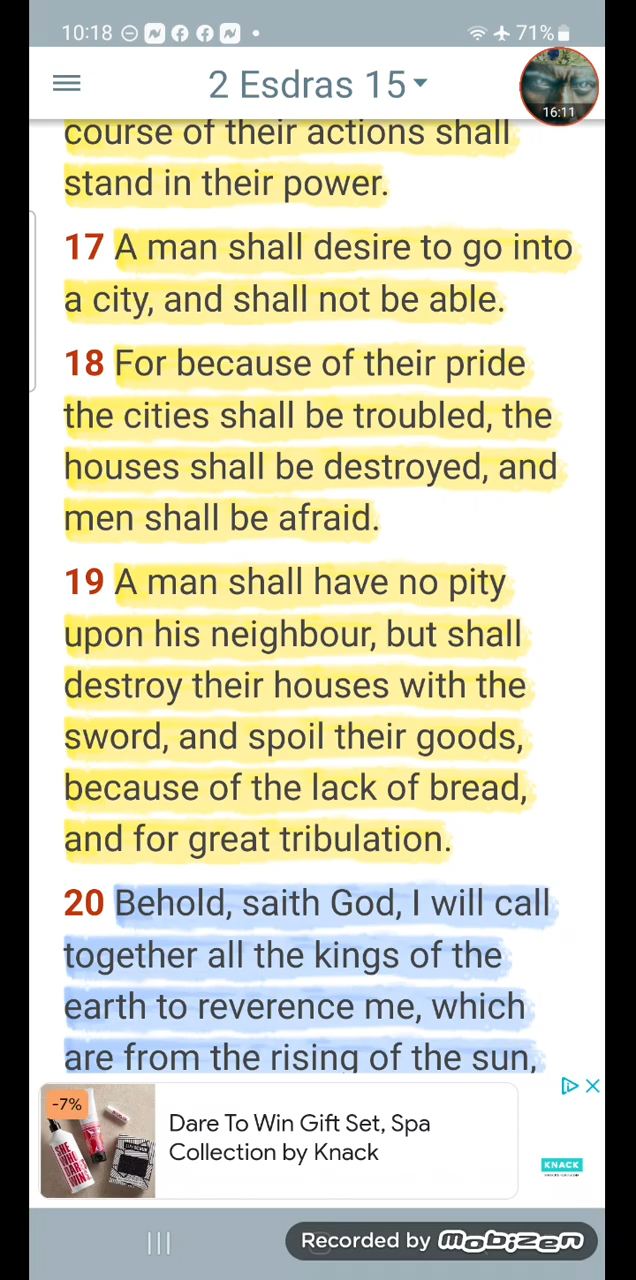 10:18
71%
2 Esdras 15
16:11
course of their actions shall
stand in their power.
17 A man shall desire to go into
a city, and shall not be able.
18 For because of their pride
the cities shall be troubled, the
houses shall be destroyed, and
men shall be afraid.
19 A man shall have no pity
upon his neighbour, but shall
destroy their houses with the
sword, and spoil their goods,
because of the lack of bread,
and for great tribulation.
20 Behold, saith God, I will call
together all the kings of the
earth to reverence me, which
are from the rising of the sun,
-7%
SHE
WHO
DARES
WINS
Dare To Win Gift Set, Spa
Collection by Knack
KNACK
Recorded by mobizen